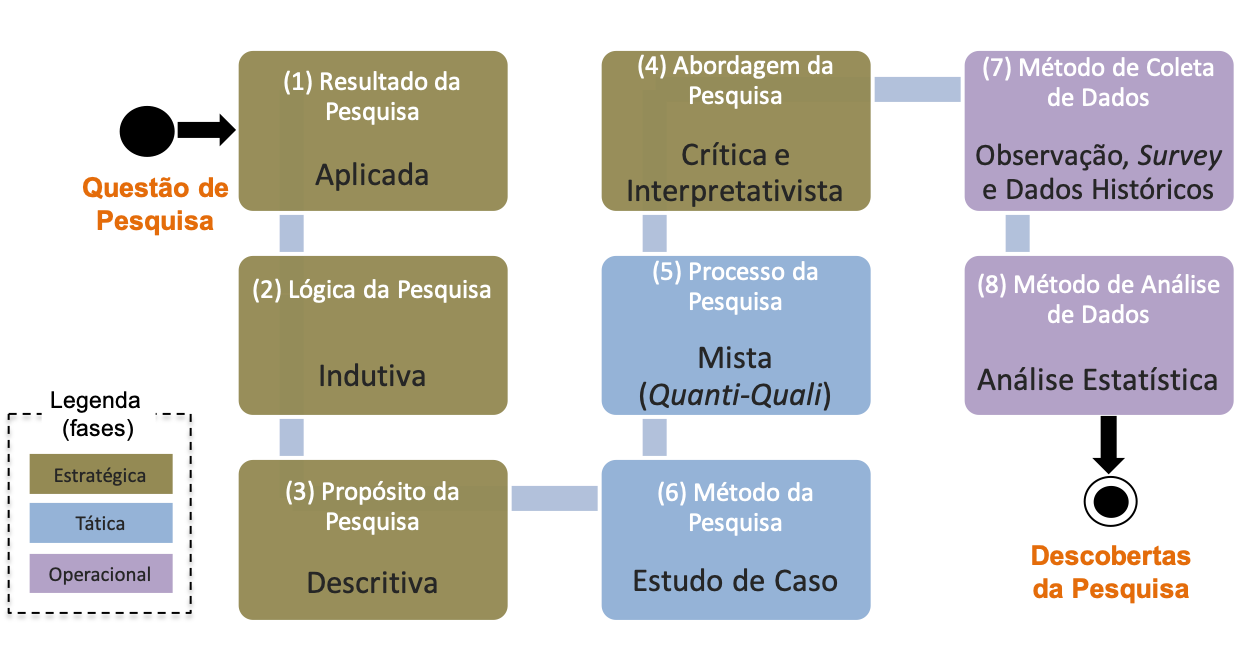 Questão de
Pesquisa
(1) Resultado da
Pesquisa
Aplicada
(2) Lógica da Pesquisa
Indutiva
(3) Propósito da
Pesquisa
Descritiva
(4) Abordagem da
Pesquisa
Crítica e
Interpretativista
(5) Processo da
Pesquisa
Mista
(Quanti-Quali)
(6) Método da
Pesquisa
Estudo de Caso
(7) Método de Coleta
de Dados
Observação, Survey
e Dados Históricos
(8) Método de Análise
de Dados
Análise Estatística
Descobertas
da Pesquisa
Legenda
(fases)
Estratégica
Tática
Operacional